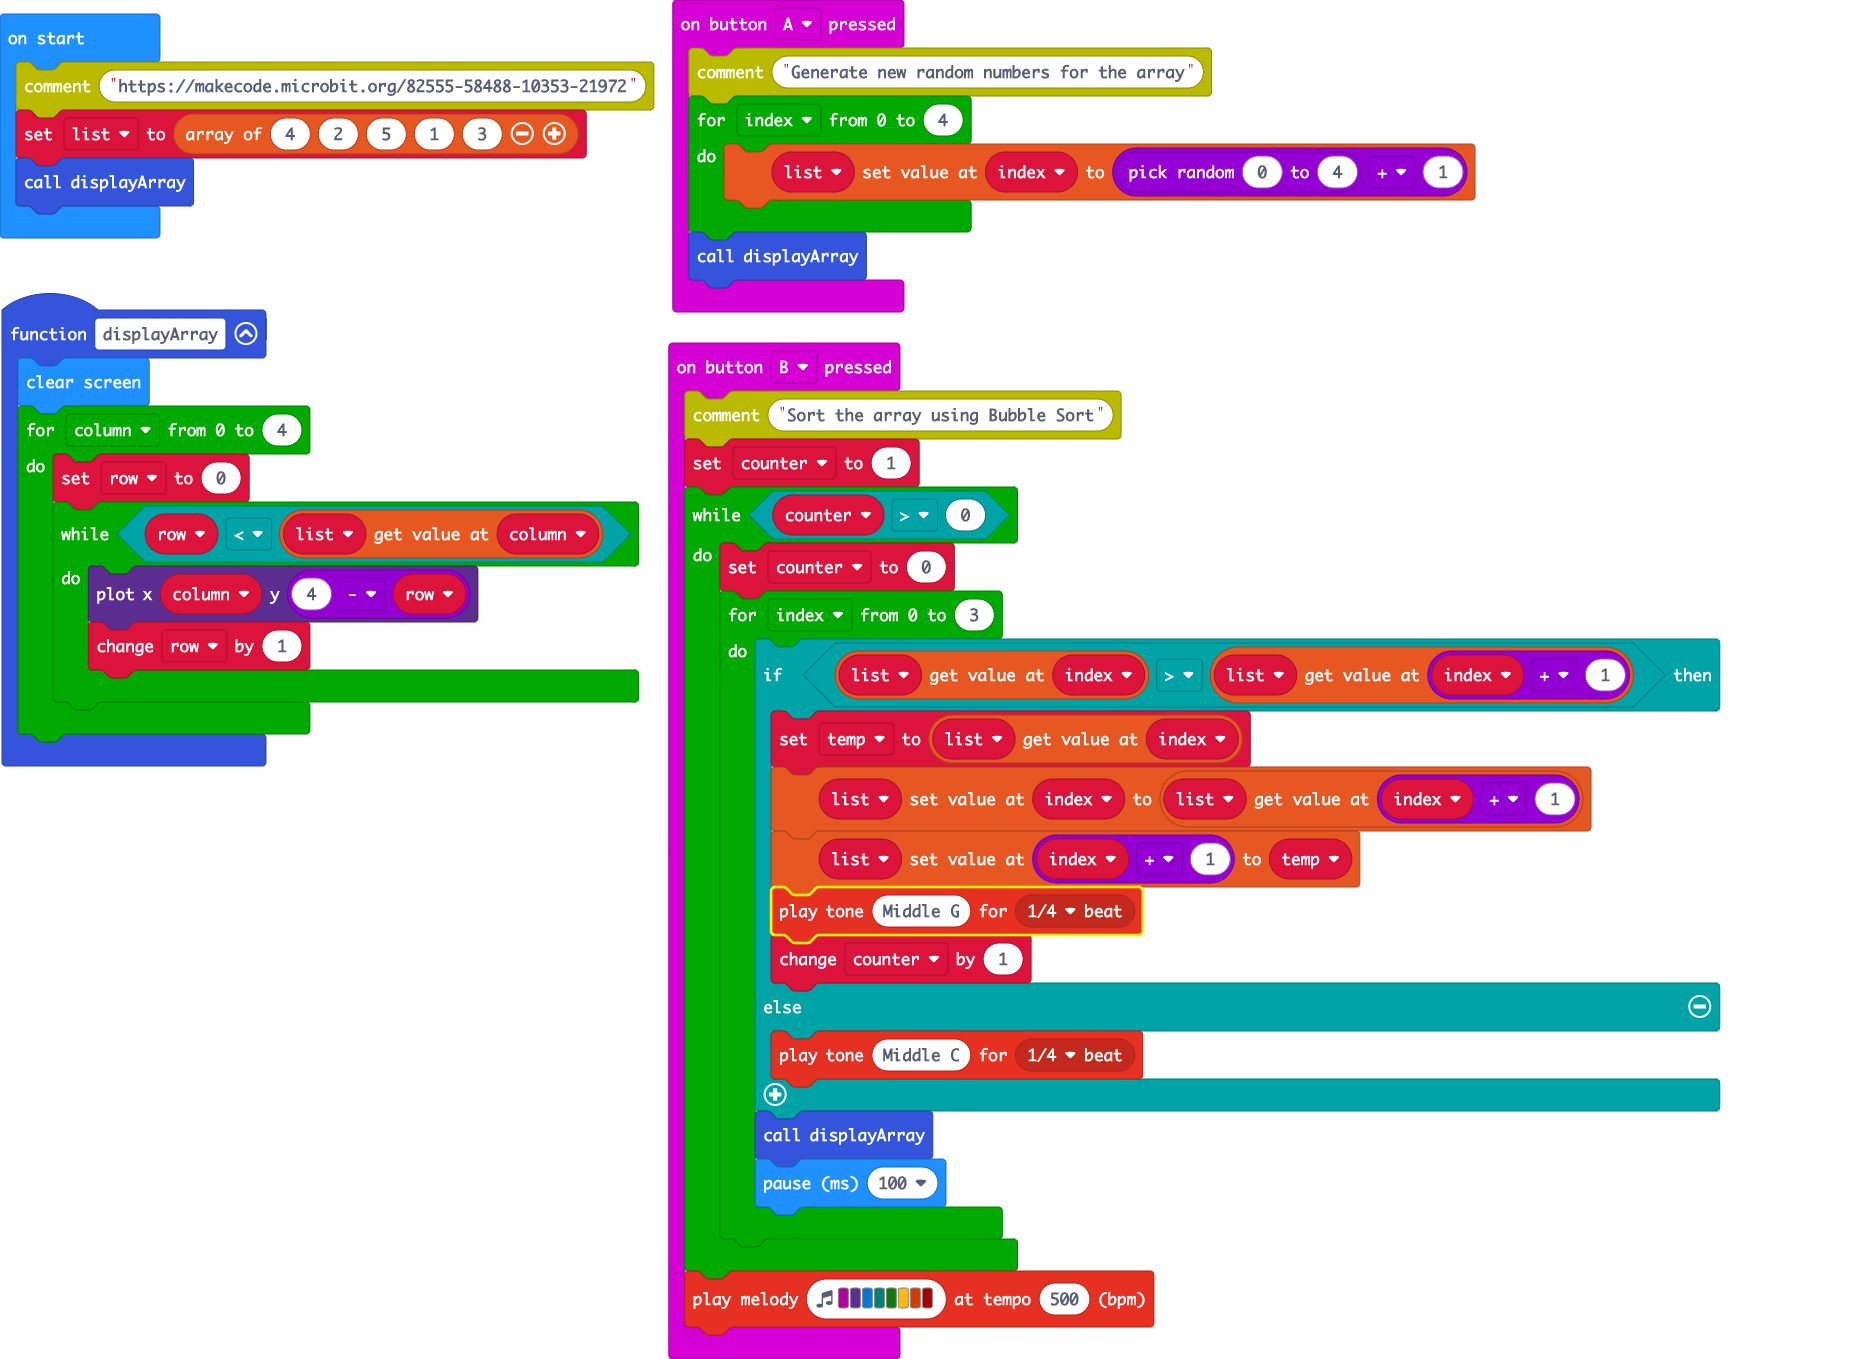 on start
comment "https://makecode.microbit.org/82555-58488-10353-21972"
set list to array of 4 2 5 1 3
call displayArray
function displayArray
clear screen
for column from 0 to 4
do
set row to 0
while row < list get value at column
do
plot x column y 4 - row
change row by 1
on button A pressed
comment "Generate new random numbers for the array"
for index from 0 to 4
do
list set value at index to pick random 0 to 4 + 1
call displayArray
on button B pressed
comment "Sort the array using Bubble Sort"
set counter to 1
while counter > 0
do
set counter to 0
for index from 0 to 3
do
if list get value at index > list get value at index + 1 then
set temp to list get value at index
list set value at index to list get value at index + 1
list set value at index + 1 to temp
play tone Middle G for 1/4 beat
change counter by 1
else
play tone Middle C for 1/4 beat
call displayArray
pause (ms) 100
play melody at tempo 500 (bpm)